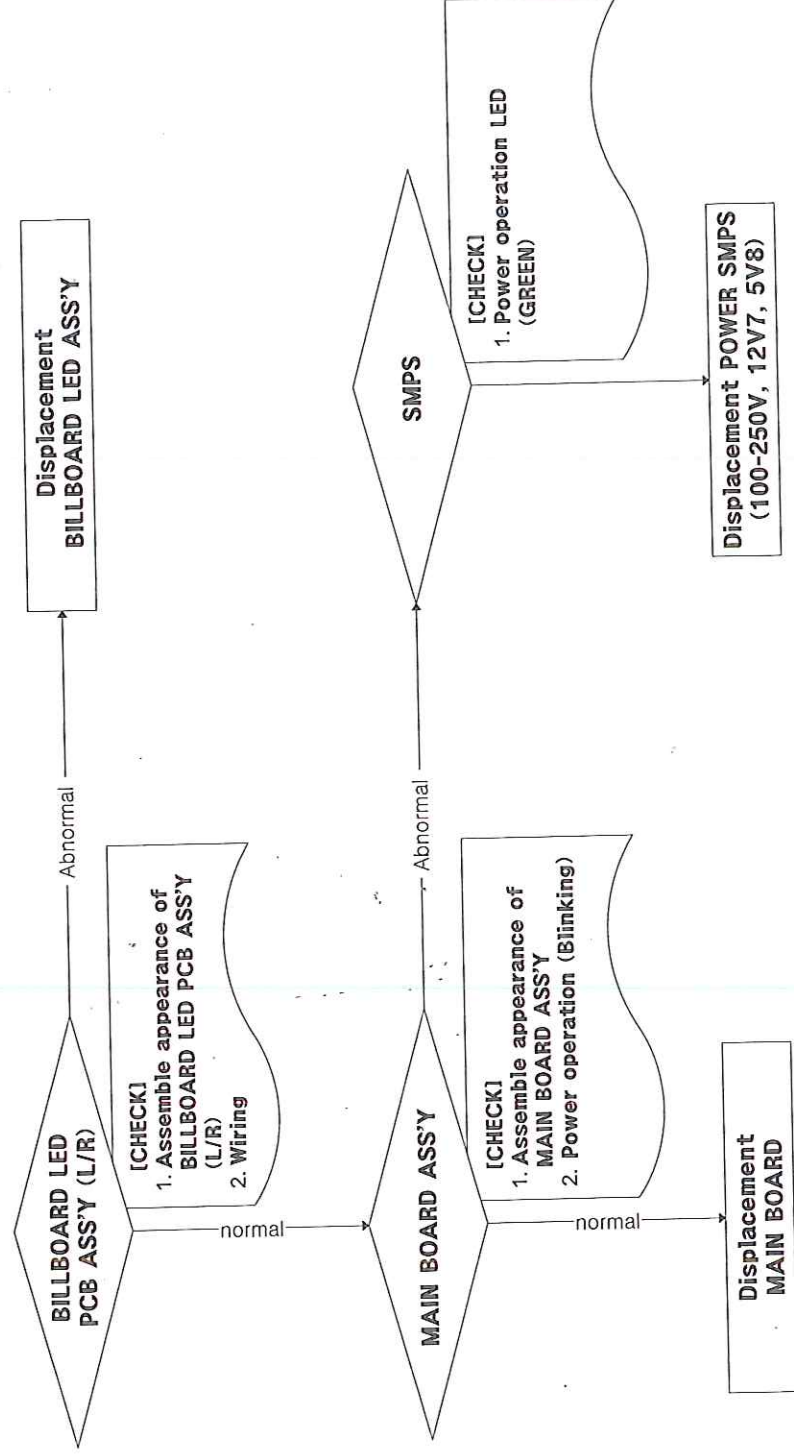 BILLBOARD LED
PCB ASS'Y (L/R)
Abnormal
Displacement
BILLBOARD LED ASS'Y
[CHECK]
1. Assemble appearance of
BILLBOARD LED PCB ASS'Y
(L/R)
2. Wiring
normal
MAIN BOARD ASS'Y
Abnormal
SMPS
[CHECK]
1. Assemble appearance of
MAIN BOARD ASS'Y
2. Power operation (Blinking)
[CHECK]
1. Power operation LED
(GREEN)
normal
Displacement
MAIN BOARD
Displacement POWER SMPS
(100-250V, 12V7, 5V8)